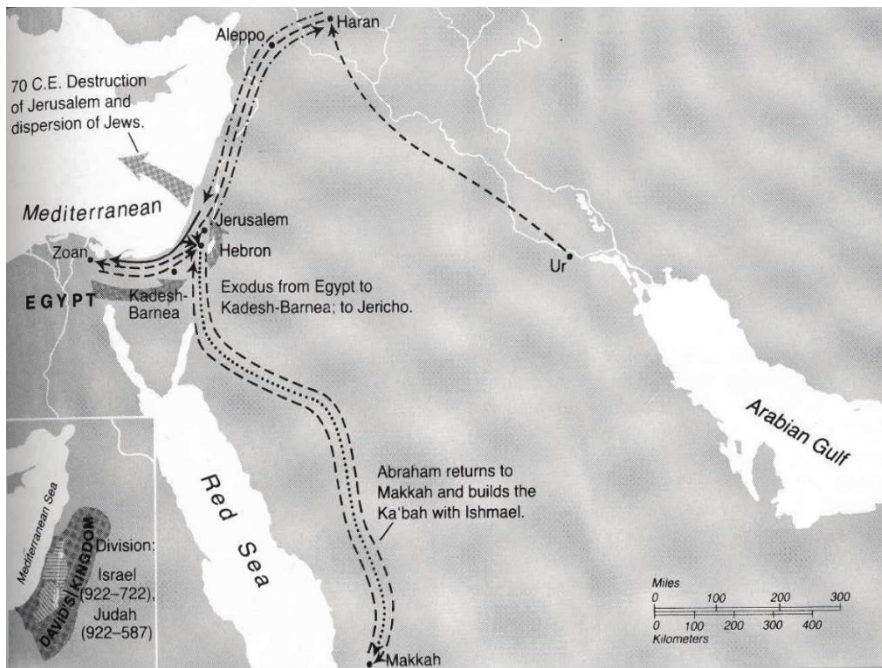 Haran
Aleppo
70 C.E. Destruction
of Jerusalem and
dispersion of Jews.
Mediterranean
Jerusalem
Zoan
Hebron
Ur
EGYPT
Kadesh-
Barnea
Exodus from Egypt to
Kadesh-Barnea; to Jericho.
Arabian Gulf
Red Sea
Abraham returns to
Makkah and builds the
Ka'bah with Ishmael.
Mediterranean Sea
DAVID'S KINGDOM
Division:
Israel
(922–722),
Judah
(922–587)
Miles
0 100 200 300
0 100 200 300 400
Kilometers
Makkah